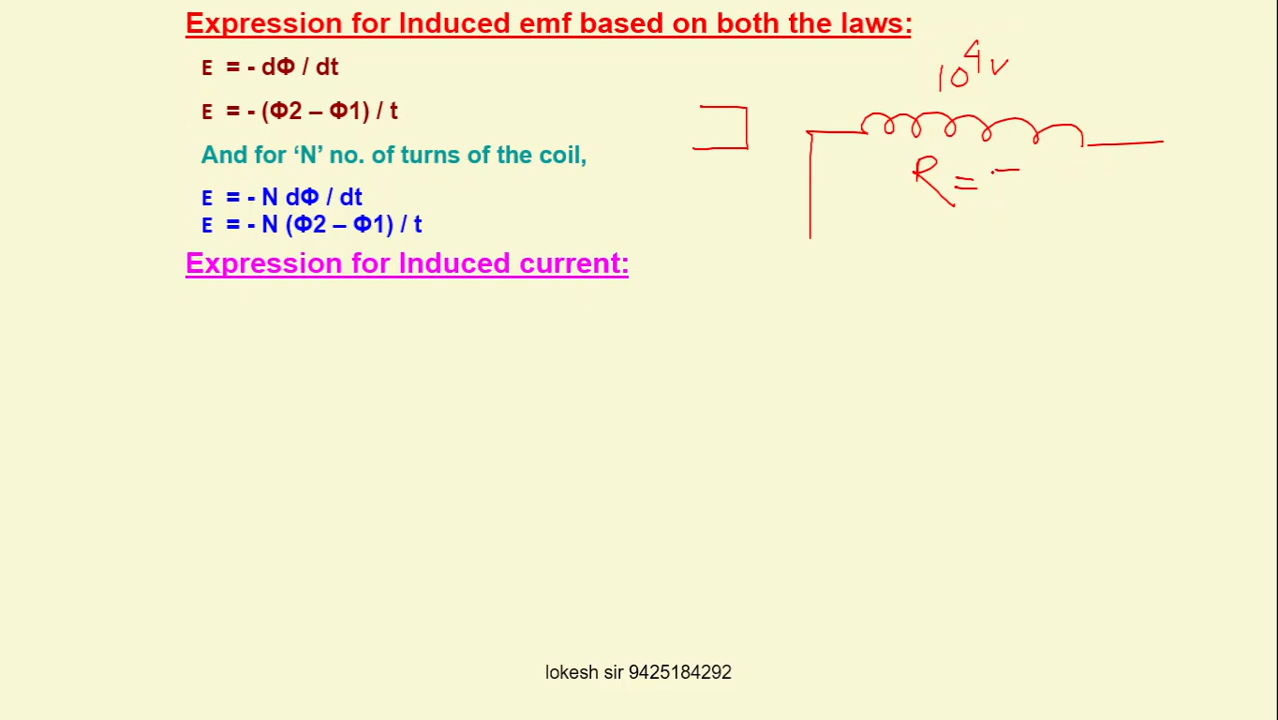 Expression for Induced emf based on both the laws:
E = - dΦ / dt
E = - (Φ2 – Φ1) / t
And for ‘N’ no. of turns of the coil,
E = - N dΦ / dt
E = - N (Φ2 – Φ1) / t
Expression for Induced current:
10⁴ v
R =
lokesh sir 9425184292